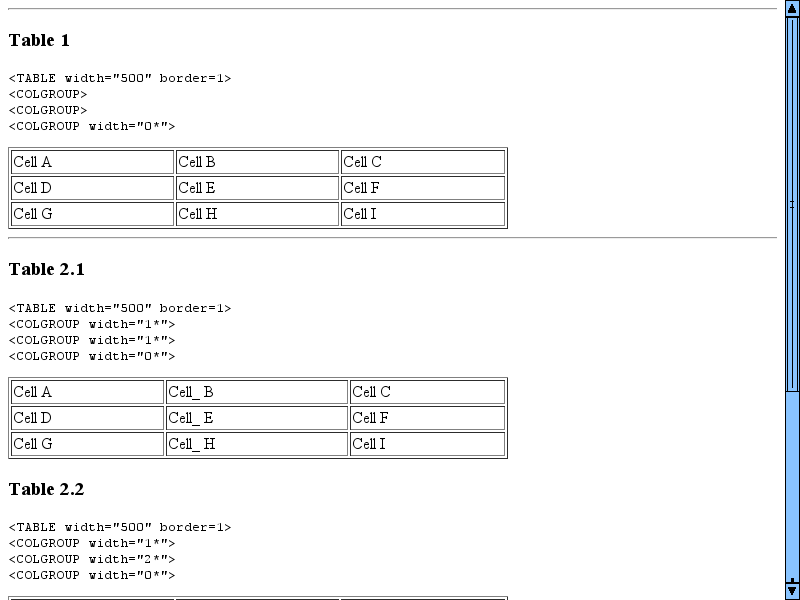 Table 1
<TABLE width="500" border=1>
<COLGROUP>
<COLGROUP>
<COLGROUP width="0*">
Cell A Cell B Cell C
Cell D Cell E Cell F
Cell G Cell H Cell I
Table 2.1
<TABLE width="500" border=1>
<COLGROUP width="1*">
<COLGROUP width="1*">
<COLGROUP width="0*">
Cell A Cell_ B Cell C
Cell D Cell_ E Cell F
Cell G Cell_ H Cell I
Table 2.2
<TABLE width="500" border=1>
<COLGROUP width="1*">
<COLGROUP width="2*">
<COLGROUP width="0*">